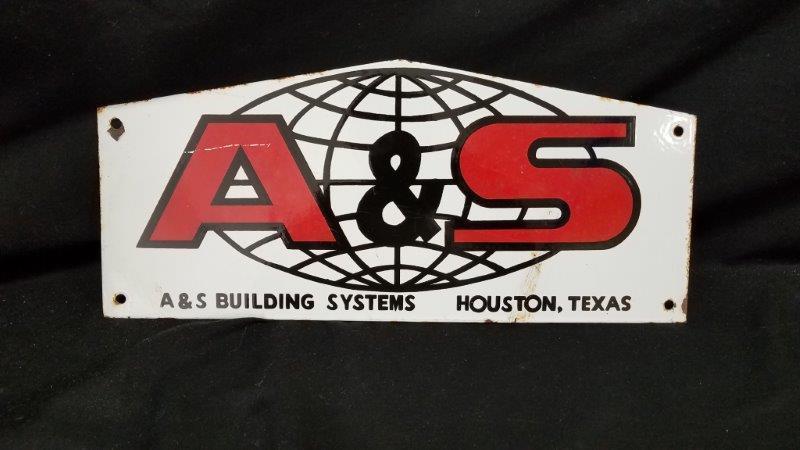 A&S
A & S BUILDING SYSTEMS HOUSTON, TEXAS